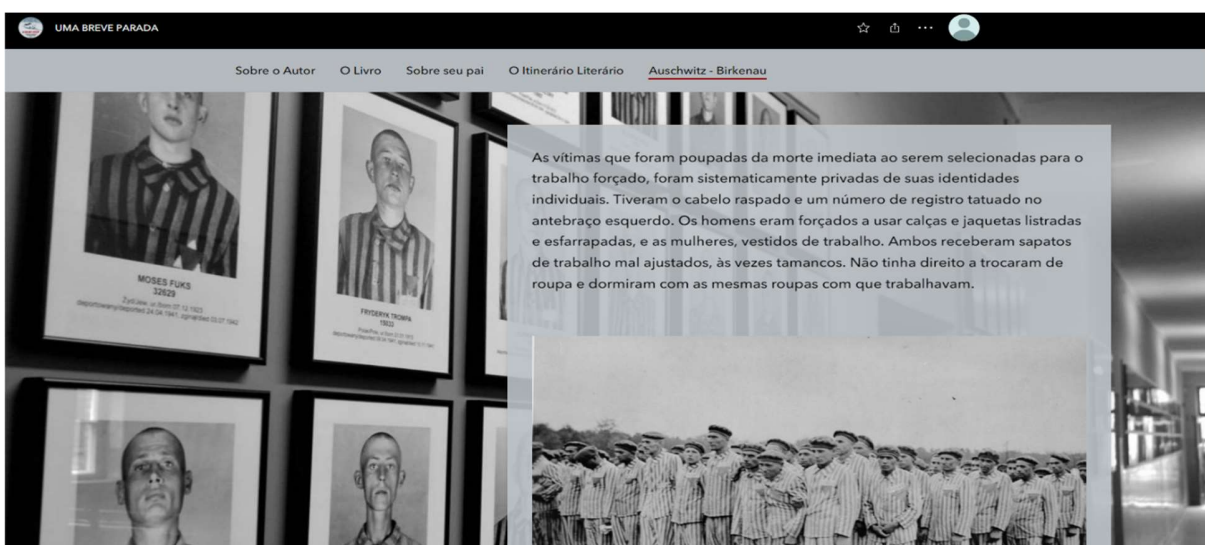 UMA BREVE PARADA
Sobre o Autor O Livro Sobre seu pai O Itinerário Literário Auschwitz - Birkenau
As vítimas que foram poupadas da morte imediata ao serem selecionadas para o
trabalho forçado, foram sistematicamente privadas de suas identidades
individuais. Tiveram o cabelo raspado e um número de registro tatuado no
antebraço esquerdo. Os homens eram forçados a usar calças e jaquetas listradas
e esfarrapadas, e as mulheres, vestidos de trabalho. Ambos receberam sapatos
de trabalho mal ajustados, às vezes tamancos. Não tinha direito a trocaram de
roupa e dormiram com as mesmas roupas com que trabalhavam.
MOSES FUKS
32629
FRYDERYK TROMPA